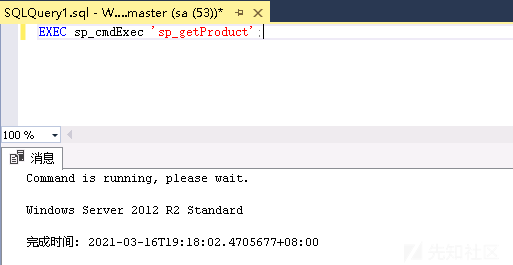 SQLQuery1.sql - W....master (sa (53))*
EXEC sp_cmdExec 'sp_getProduct';
100 %
消息
Command is running, please wait.
Windows Server 2012 R2 Standard
完成时间: 2021-03-16T19:18:02.4705677+08:00
先知社区